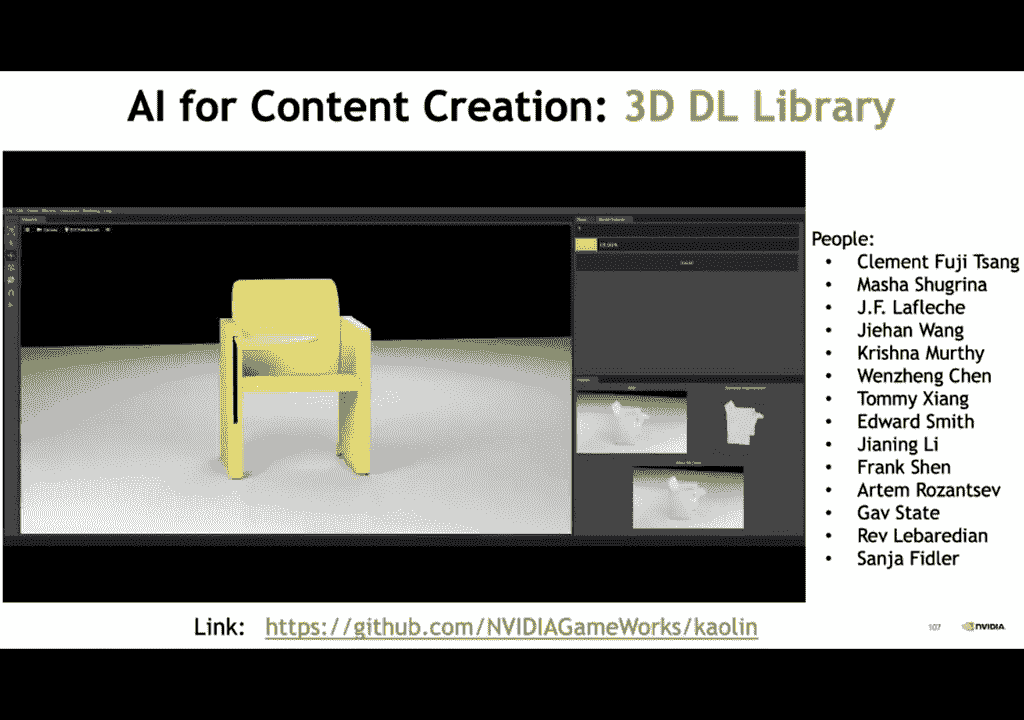 AI for Content Creation: 3D DL Library
People:
• Clement Fuji Tsang
• Masha Shugrina
• J.F. Lafleche
• Jiehan Wang
• Krishna Murthy
• Wenzheng Chen
• Tommy Xiang
• Edward Smith
• Jianing Li
• Frank Shen
• Artem Rozantsev
• Gav State
• Rev Lebaredian
• Sanja Fidler
Link: https://github.com/NVIDIAGameWorks/kaolin
107
NVIDIA